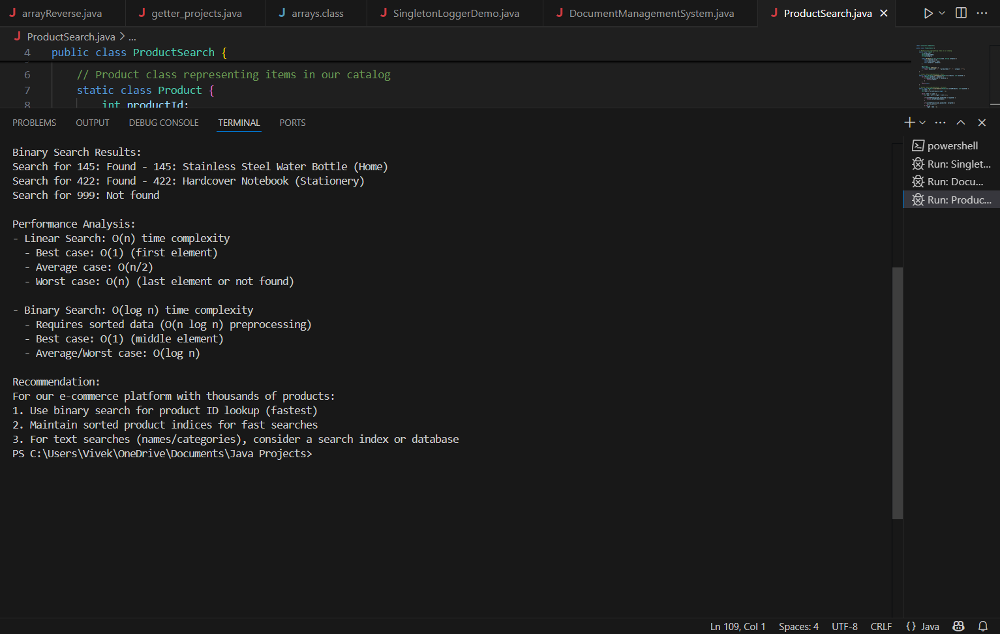 arrayReverse.java getter_projects.java arrays.class SingletonLoggerDemo.java DocumentManagementSystem.java ProductSearch.java
ProductSearch.java > ...
4 public class ProductSearch {
6 // Product class representing items in our catalog
7 static class Product {
8 int productId;
PROBLEMS OUTPUT DEBUG CONSOLE TERMINAL PORTS
Binary Search Results:
Search for 145: Found - 145: Stainless Steel Water Bottle (Home)
Search for 422: Found - 422: Hardcover Notebook (Stationery)
Search for 999: Not found
Performance Analysis:
- Linear Search: O(n) time complexity
- Best case: O(1) (first element)
- Average case: O(n/2)
- Worst case: O(n) (last element or not found)
- Binary Search: O(log n) time complexity
- Requires sorted data (O(n log n) preprocessing)
- Best case: O(1) (middle element)
- Average/Worst case: O(log n)
Recommendation:
For our e-commerce platform with thousands of products:
1. Use binary search for product ID lookup (fastest)
2. Maintain sorted product indices for fast searches
3. For text searches (names/categories), consider a search index or database
PS C:\Users\Vivek\OneDrive\Documents\Java Projects>
powershell
Run: Singlet...
Run: Docu...
Run: Produc...
Ln 109, Col 1 Spaces: 4 UTF-8 CRLF {} Java